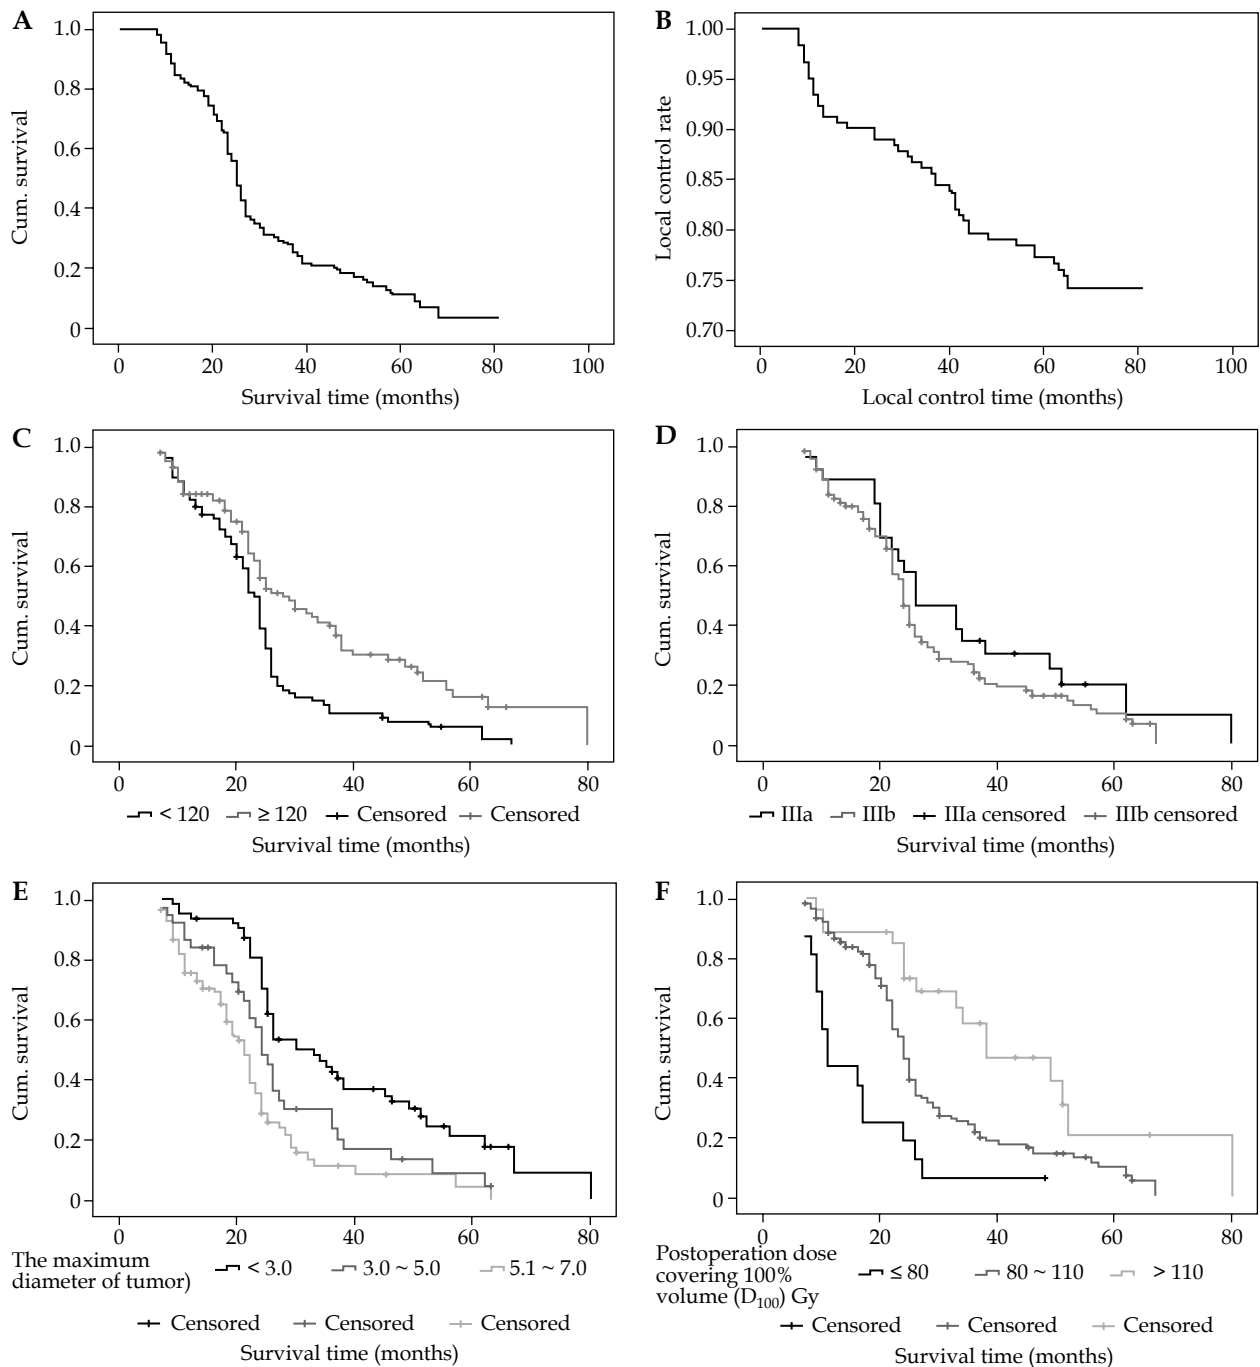 A
Cum. survival
1.0
0.8
0.6
0.4
0.2
0
0 20 40 60 80 100
Survival time (months)
B
Local control rate
1.00
0.95
0.90
0.85
0.80
0.75
0.70
0 20 40 60 80 100
Local control time (months)
C
Cum. survival
1.0
0.8
0.6
0.4
0.2
0
0 20 40 60 80
< 120 ≥ 120 Censored Censored
Survival time (months)
D
Cum. survival
1.0
0.8
0.6
0.4
0.2
0
0 20 40 60 80
IIIa IIIb IIIa censored IIIb censored
Survival time (months)
E
Cum. survival
1.0
0.8
0.6
0.4
0.2
0
0 20 40 60 80
The maximum
diameter of tumor)
< 3.0 3.0 ~ 5.0 5.1 ~ 7.0
Censored Censored Censored
Survival time (months)
F
Cum. survival
1.0
0.8
0.6
0.4
0.2
0
0 20 40 60 80
Postoperation dose
covering 100%
volume (D₁₀₀) Gy
≤ 80 80 ~ 110 > 110
Censored Censored Censored
Survival time (months)